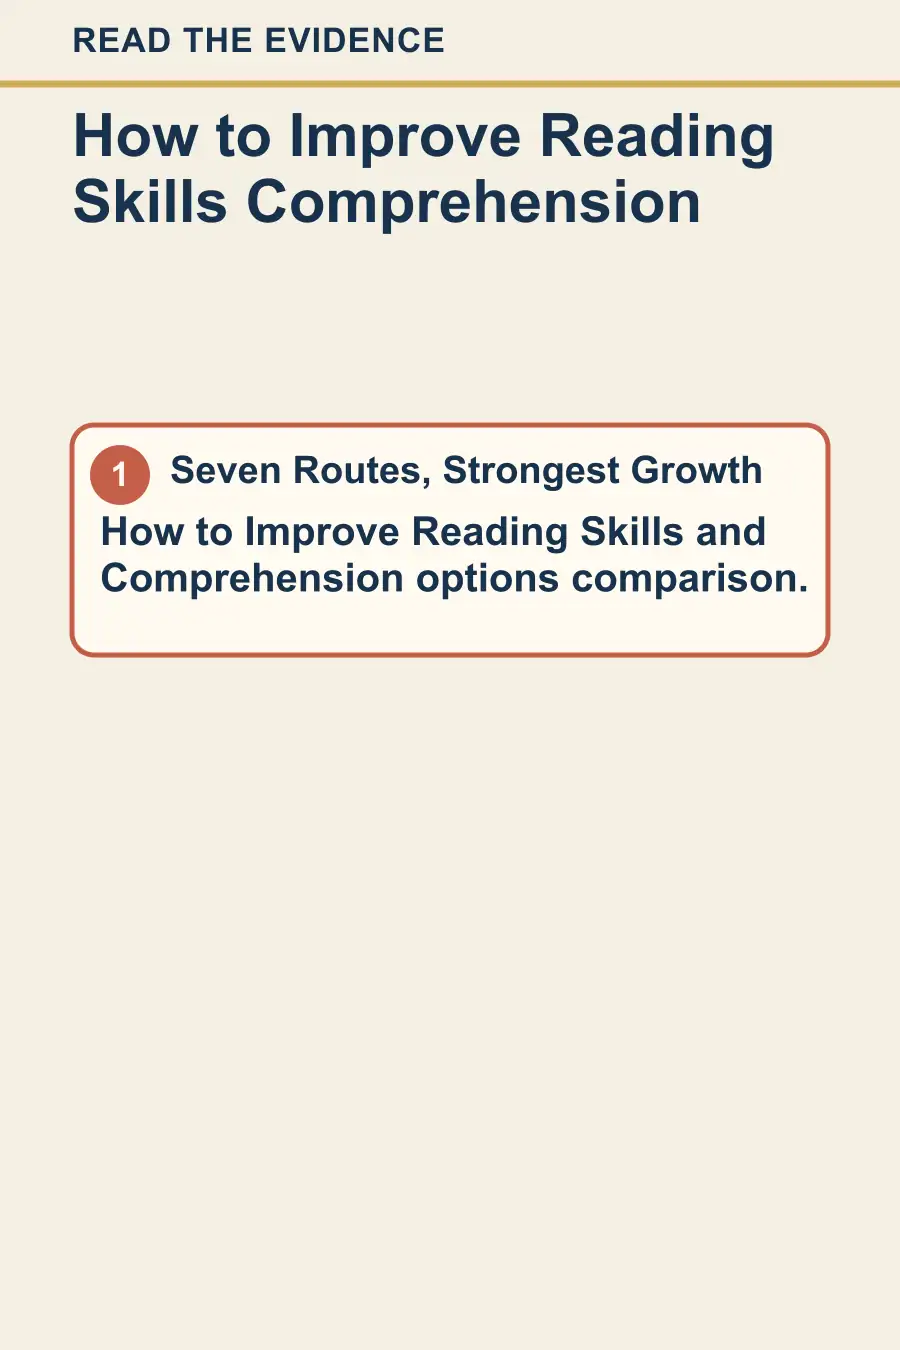 READ THE EVIDENCE
How to Improve Reading
Skills Comprehension
1 Seven Routes, Strongest Growth
How to Improve Reading Skills and
Comprehension options comparison.